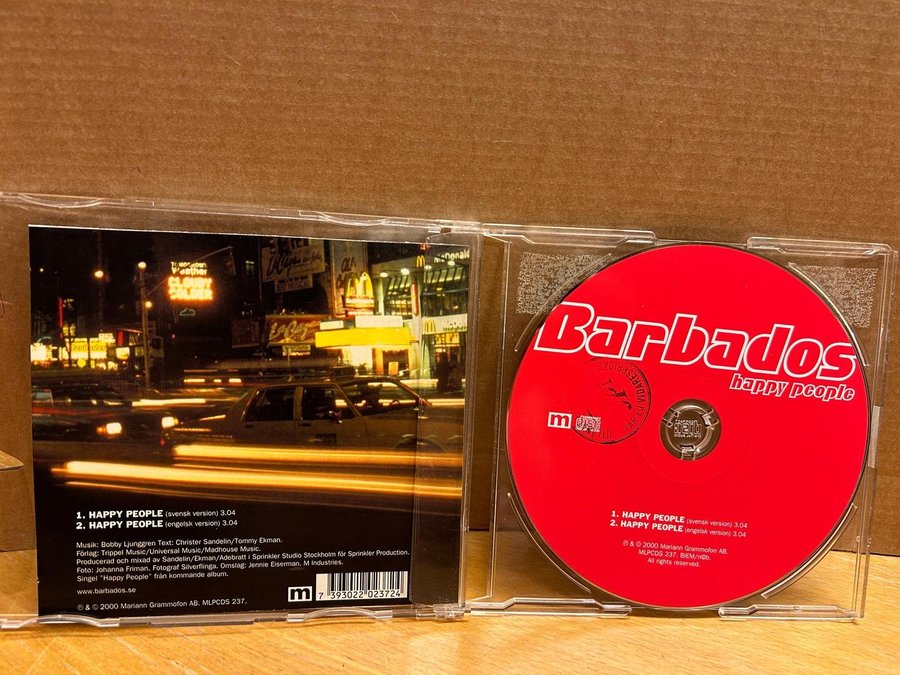 Weather
CLOUDY
McDonald
1. HAPPY PEOPLE (svensk version) 3.04
2. HAPPY PEOPLE (engelsk version) 3.04
Musik: Bobby Ljunggren Text: Christer Sandelin/Tommy Ekman.
Förlag: Trippel Music/Universal Music/Madhouse Music.
Producerad och mixad av Sandelin/Ekman/Adebratt i Sprinkler Studio Stockholm för Sprinkler Production.
Foto: Johanna Friman, Fotograf Silverflinga. Omslag: Jennie Eiserman, M Industries.
Singel "Happy People" från kommande album.
www.barbados.se
m
7 393022 023724
℗ & © 2000 Mariann Grammofon AB. MLPCDS 237.
Barbados
happy people
m
1. HAPPY PEOPLE (svensk version) 3.04
2. HAPPY PEOPLE (engelsk version) 3.04
℗ & © 2000 Mariann Grammofon AB.
MLPCDS 237. BIEM/n©b.
All rights reserved.